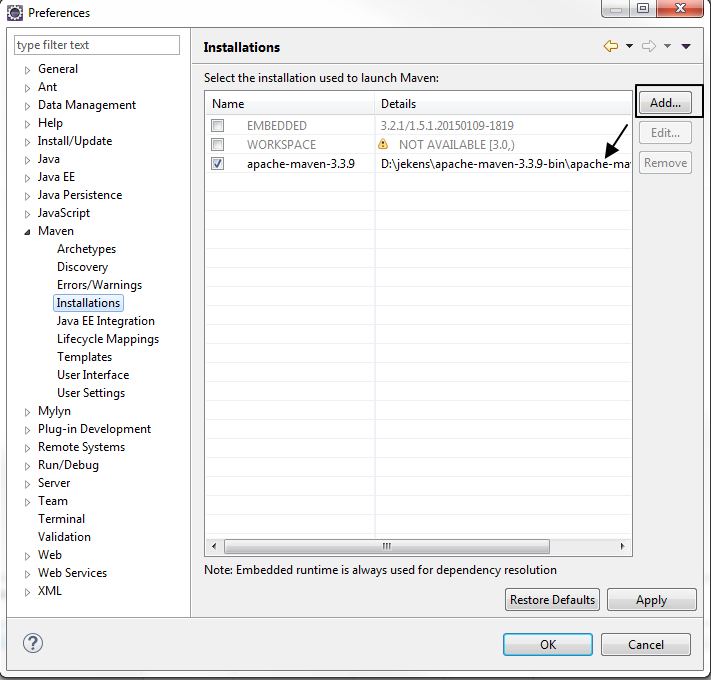 Preferences
type filter text
General
Ant
Data Management
Help
Install/Update
Java
Java EE
Java Persistence
JavaScript
Maven
Archetypes
Discovery
Errors/Warnings
Installations
Java EE Integration
Lifecycle Mappings
Templates
User Interface
User Settings
Mylyn
Plug-in Development
Remote Systems
Run/Debug
Server
Team
Terminal
Validation
Web
Web Services
XML
Installations
Select the installation used to launch Maven:
Name Details
EMBEDDED 3.2.1/1.5.1.20150109-1819
WORKSPACE NOT AVAILABLE [3.0,)
apache-maven-3.3.9 D:\jekens\apache-maven-3.3.9-bin\apache-ma
Add...
Edit...
Remove
Note: Embedded runtime is always used for dependency resolution
Restore Defaults Apply
OK Cancel